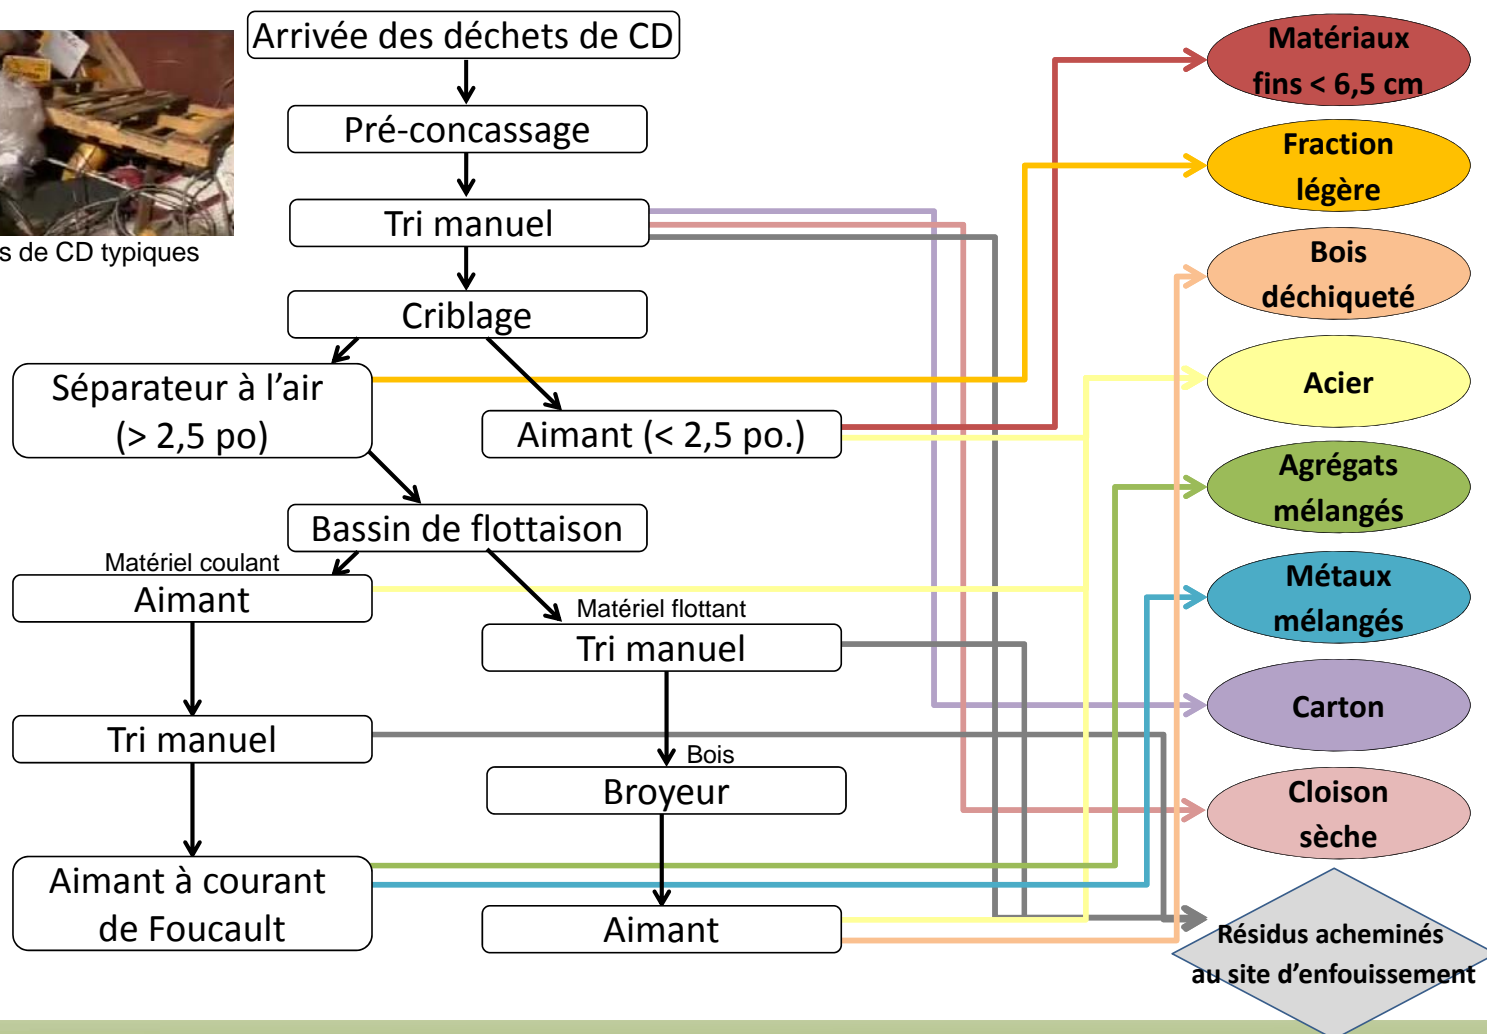 Arrivée des déchets de CD
Pré-concassage
Tri manuel
s de CD typiques
Criblage
Séparateur à l'air
(> 2,5 po)
Aimant (< 2,5 po.)
Bassin de flottaison
Matériel coulant
Aimant
Matériel flottant
Tri manuel
Tri manuel
Bois
Broyeur
Aimant à courant
de Foucault
Aimant
Matériaux
fins < 6,5 cm
Fraction
légère
Bois
déchiqueté
Acier
Agrégats
mélangés
Métaux
mélangés
Carton
Cloison
sèche
Résidus acheminés
au site d'enfouissement